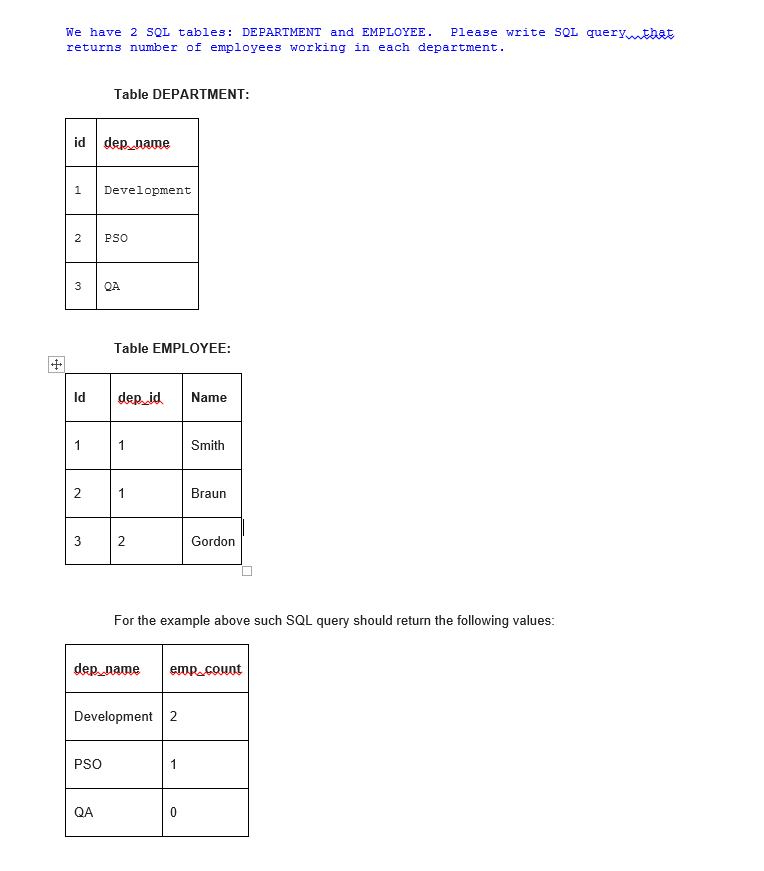 We have 2 SQL tables: DEPARTMENT and EMPLOYEE.  Please write SQL query  that
returns number of employees working in each department.
Table DEPARTMENT:
id dep_name
1 Development
2 PSO
3 QA
Table EMPLOYEE:
Id dep_id Name
1 1 Smith
2 1 Braun
3 2 Gordon
For the example above such SQL query should return the following values:
dep_name emp_count
Development 2
PSO 1
QA 0